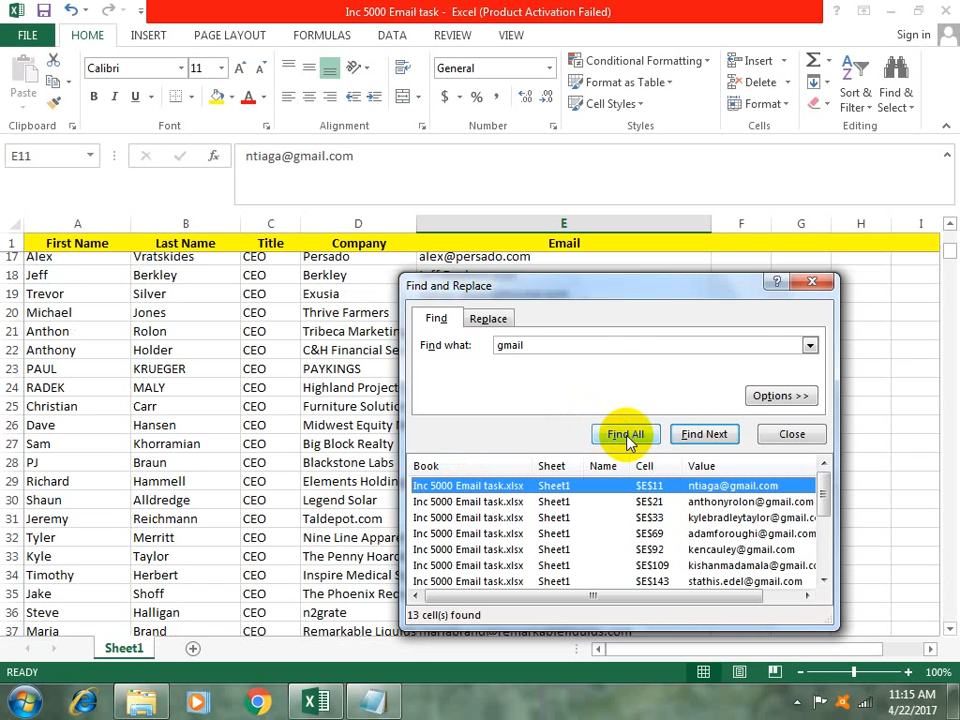 Inc 5000 Email task - Excel (Product Activation Failed)
FILE HOME INSERT PAGE LAYOUT FORMULAS DATA REVIEW VIEW Sign in
Paste Calibri 11 General Conditional Formatting Insert
B I U Format as Table Delete Sort & Find &
$ % , Cell Styles Format Filter Select
Clipboard Font Alignment Number Styles Cells Editing
E11 fx ntiaga@gmail.com
A B C D E F G H I
1 First Name Last Name Title Company Email
17 Alex Vratskides CEO Persado alex@persado.com
18 Jeff Berkley CEO Berkley
19 Trevor Silver CEO Exusia
20 Michael Jones CEO Thrive Farmers
21 Anthon Rolon CEO Tribeca Marketing
22 Anthony Holder CEO C&H Financial Se
23 PAUL KRUEGER CEO PAYKINGS
24 RADEK MALY CEO Highland Project
25 Christian Carr CEO Furniture Solutio
26 Dave Hansen CEO Five Four Clothin
27 Sam Khorramian CEO Big Block Realty
28 PJ Braun CEO Blackstone Labs
29 Richard Hammell CEO Elements Holding
30 Shaun Alldredge CEO Legend Solar
31 Jeremy Reichmann CEO Taldepot.com
32 Tyler Merritt CEO Nine Line Appare
33 Kyle Taylor CEO The Penny Hoard
34 Timothy Herbert CEO Inspire Medical S
35 Jake Shoff CEO The Phoenix Rec
36 Steve Halligan CEO n2grate
37 Maria Brand CEO Remarkable Liquids mariabrand@remarkableliquids.com
Find and Replace
Find Replace
Find what: gmail
Options >>
Find All Find Next Close
Book Sheet Name Cell Value
Inc 5000 Email task.xlsx Sheet1 $E$11 ntiaga@gmail.com
Inc 5000 Email task.xlsx Sheet1 $E$21 anthonyrolon@gmail.com
Inc 5000 Email task.xlsx Sheet1 $E$33 kylebradleytaylor@gmail.c
Inc 5000 Email task.xlsx Sheet1 $E$69 adamforoughi@gmail.com
Inc 5000 Email task.xlsx Sheet1 $E$92 kencauley@gmail.com
Inc 5000 Email task.xlsx Sheet1 $E$109 kishanmadamala@gmail.cc
Inc 5000 Email task.xlsx Sheet1 $E$143 stathis.edel@gmail.com
13 cell(s) found
Sheet1
READY 100%
11:15 AM
4/22/2017